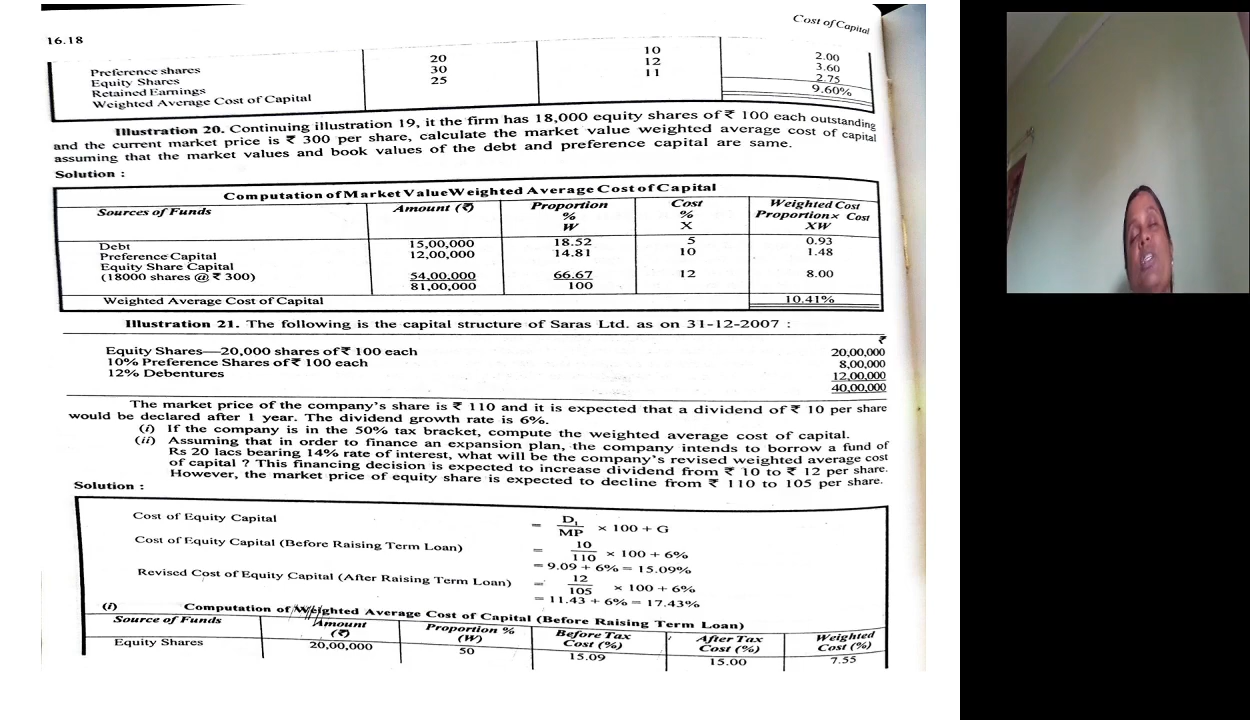 Cost of Capital
16.18
Preference shares 20 10 2.00
Equity Shares 30 12 3.60
Retained Earnings 25 11 2.75
Weighted Average Cost of Capital 9.60%
Illustration 20. Continuing illustration 19, it the firm has 18,000 equity shares of ₹ 100 each outstanding
and the current market price is ₹ 300 per share, calculate the market value weighted average cost of capital
assuming that the market values and book values of the debt and preference capital are same.
Solution :
Computation of Market Value Weighted Average Cost of Capital
Sources of Funds Amount (₹) Proportion Cost Weighted Cost
% % Proportion× Cost
W X XW
Debt 15,00,000 18.52 5 0.93
Preference Capital 12,00,000 14.81 10 1.48
Equity Share Capital
(18000 shares @ ₹ 300) 54,00,000 66.67 12 8.00
81,00,000 100
Weighted Average Cost of Capital 10.41%
Illustration 21. The following is the capital structure of Saras Ltd. as on 31-12-2007 :
₹
Equity Shares—20,000 shares of ₹ 100 each 20,00,000
10% Preference Shares of ₹ 100 each 8,00,000
12% Debentures 12,00,000
40,00,000
The market price of the company's share is ₹ 110 and it is expected that a dividend of ₹ 10 per share
would be declared after 1 year. The dividend growth rate is 6%.
(i) If the company is in the 50% tax bracket, compute the weighted average cost of capital.
(ii) Assuming that in order to finance an expansion plan, the company intends to borrow a fund of
Rs 20 lacs bearing 14% rate of interest, what will be the company's revised weighted average cost
of capital ? This financing decision is expected to increase dividend from ₹ 10 to ₹ 12 per share.
However, the market price of equity share is expected to decline from ₹ 110 to 105 per share.
Solution :
Cost of Equity Capital = D₁/MP × 100 + G
Cost of Equity Capital (Before Raising Term Loan) = 10/110 × 100 + 6%
= 9.09 + 6% = 15.09%
Revised Cost of Equity Capital (After Raising Term Loan) = 12/105 × 100 + 6%
= 11.43 + 6% = 17.43%
(i) Computation of Weighted Average Cost of Capital (Before Raising Term Loan)
Source of Funds Amount Proportion % Before Tax After Tax Weighted
(₹) (W) Cost (%) Cost (%) Cost (%)
Equity Shares 20,00,000 50 15.09 15.00 7.55